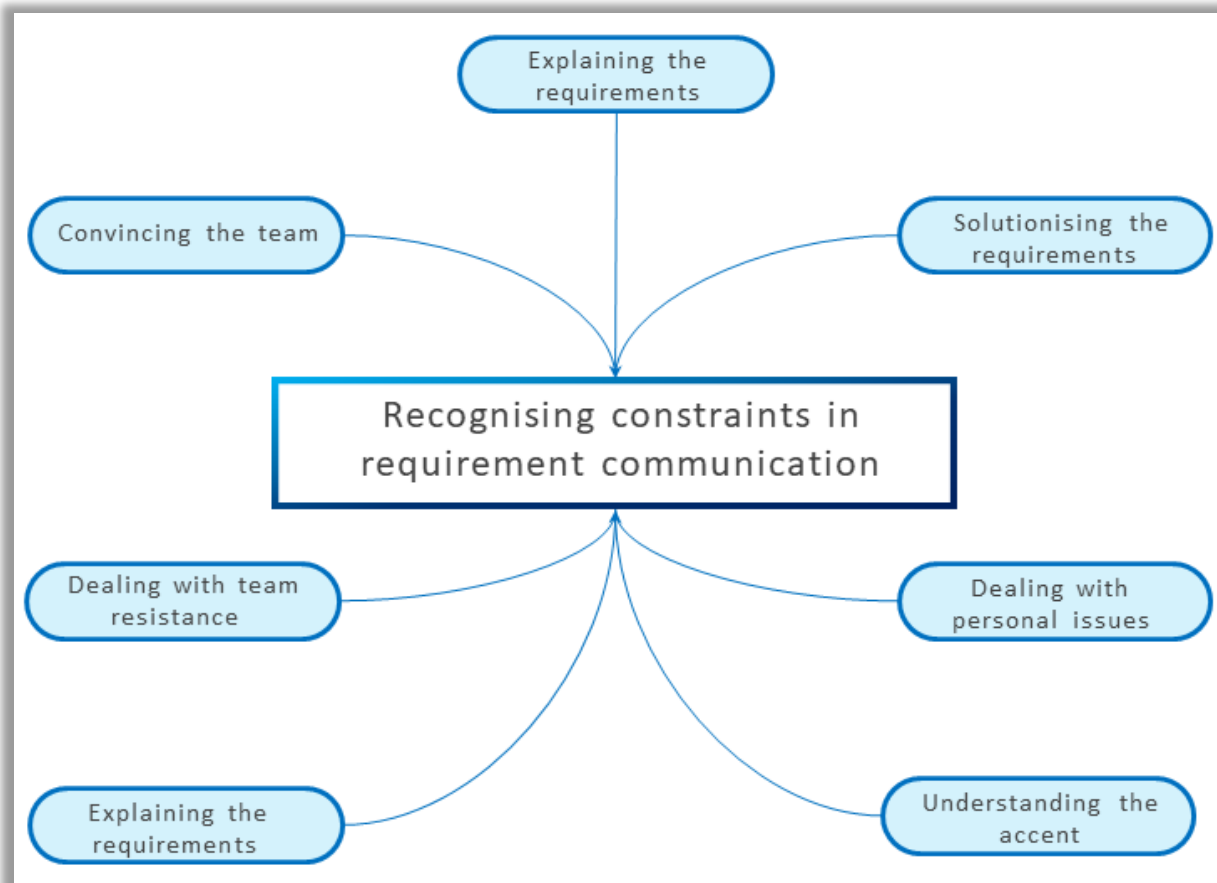 Explaining the
requirements
Convincing the team
Solutionising the
requirements
Recognising constraints in
requirement communication
Dealing with team
resistance
Dealing with
personal issues
Explaining the
requirements
Understanding the
accent